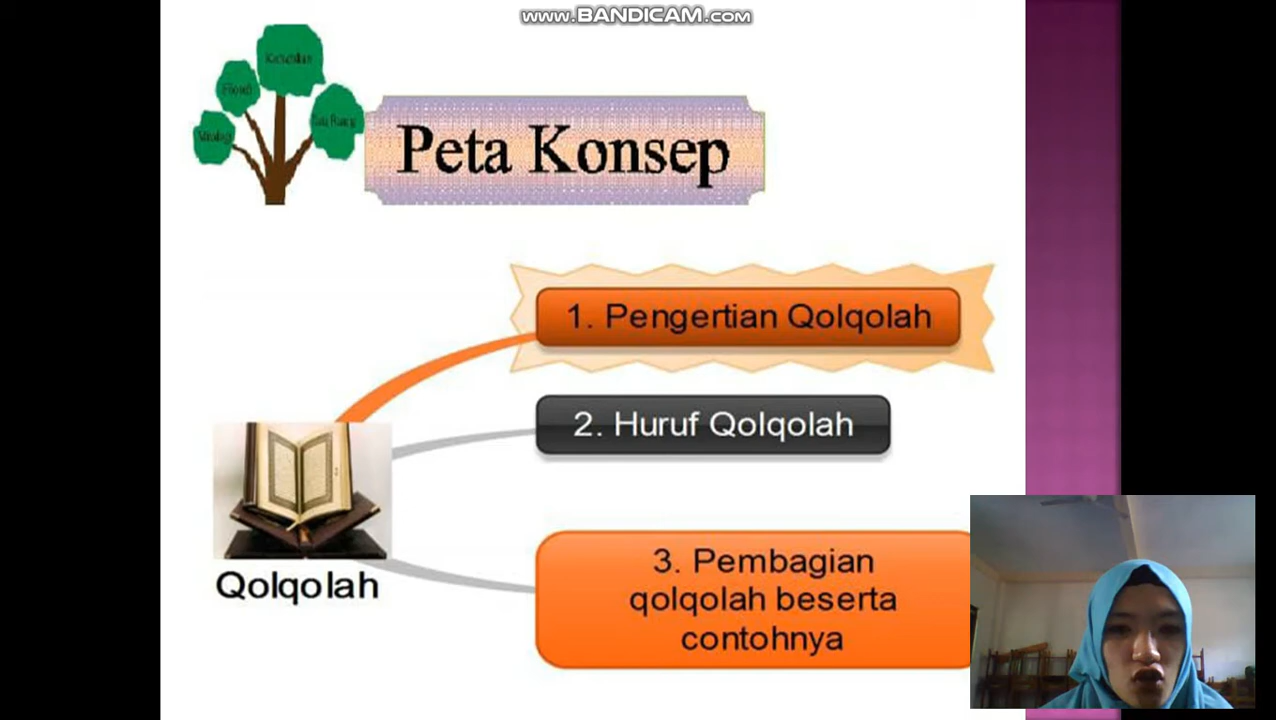 www.BANDICAM.com
Peta Konsep
1. Pengertian Qolqolah
2. Huruf Qolqolah
3. Pembagian
qolqolah beserta
contohnya
Qolqolah